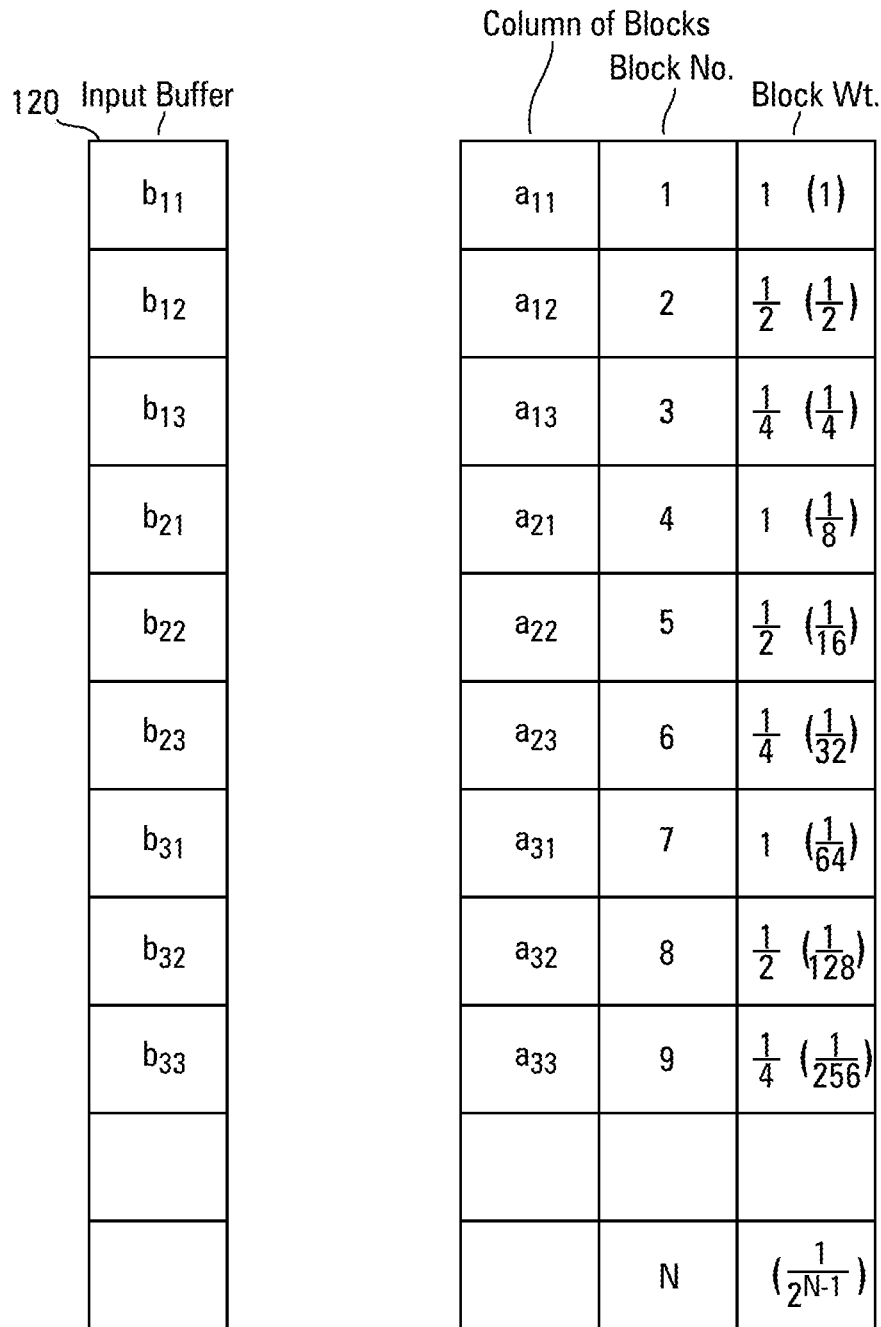 Column of Blocks
Block No.
120 Input Buffer Block Wt.
b11 a11 1 1 (1)
b12 a12 2 1/2 (1/2)
b13 a13 3 1/4 (1/4)
b21 a21 4 1 (1/8)
b22 a22 5 1/2 (1/16)
b23 a23 6 1/4 (1/32)
b31 a31 7 1 (1/64)
b32 a32 8 1/2 (1/128)
b33 a33 9 1/4 (1/256)
N (1/2^N-1)